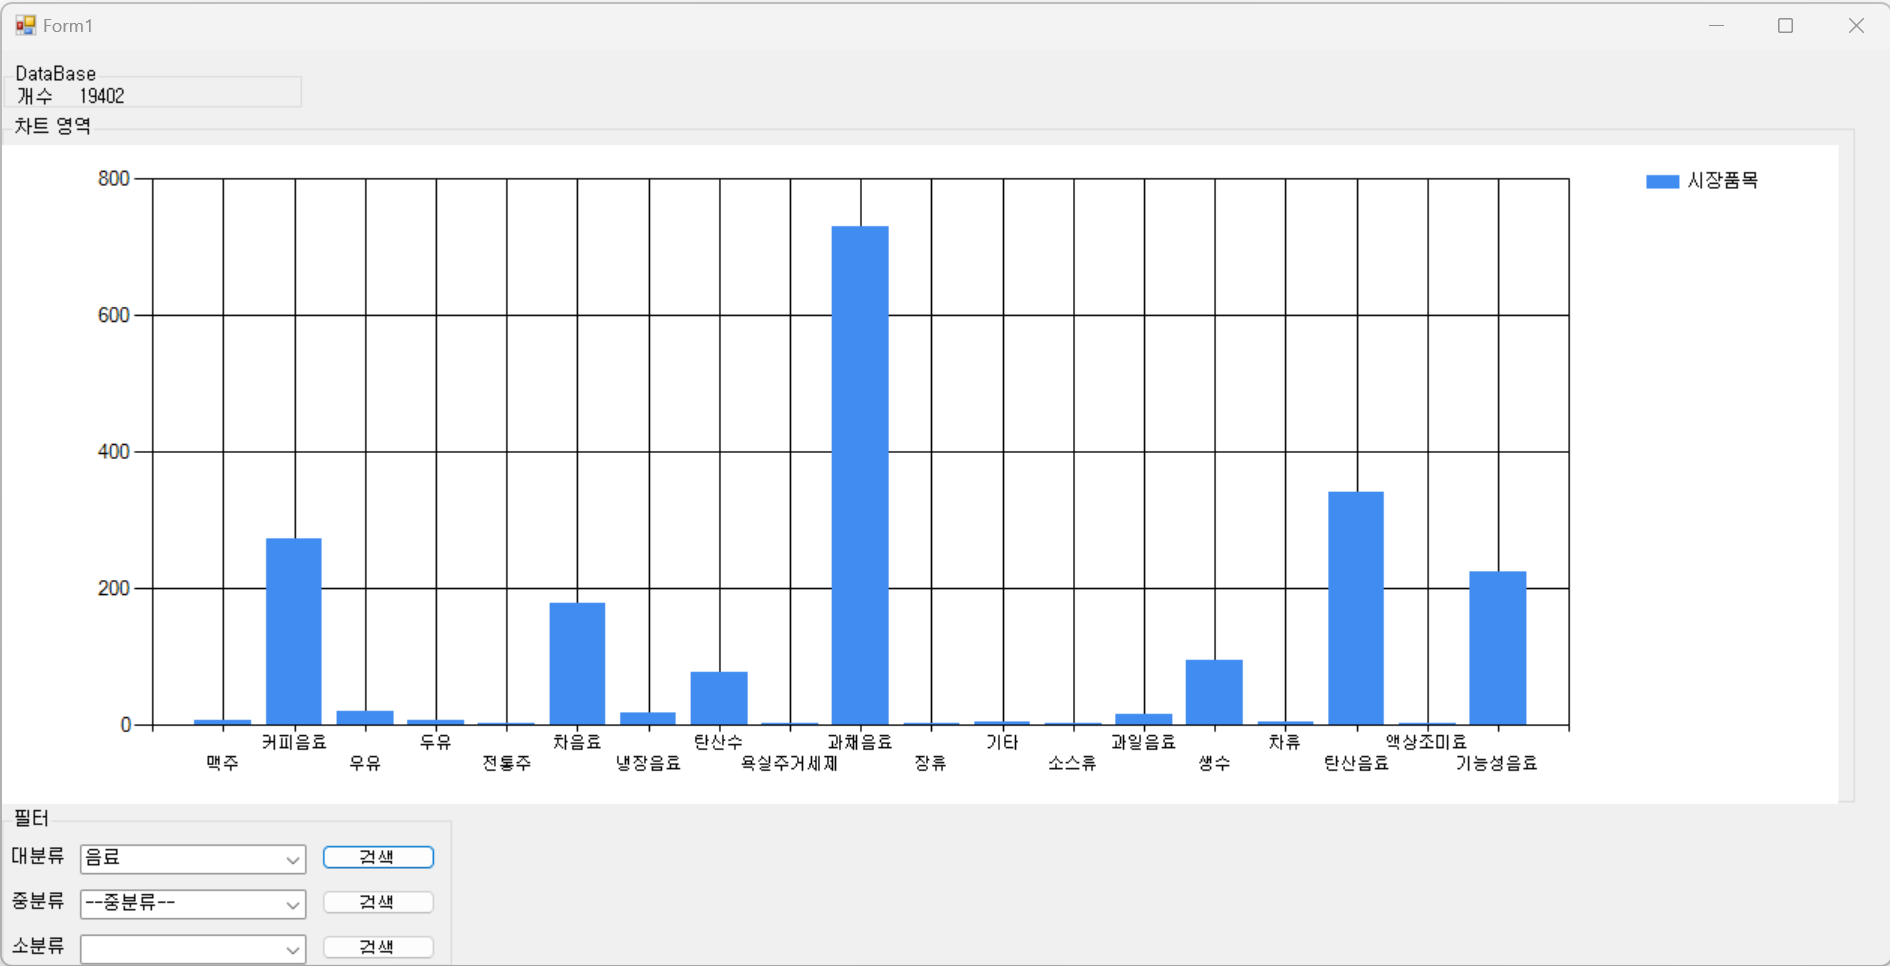 Form1
DataBase
개수 19402
차트 영역
800
시장품목
600
400
200
0
커피음료 두유 차음료 탄산수 과채음료 기타 과일음료 차류 액상조미료
맥주 우유 전통주 냉장음료 욕실주거세제 장류 소스류 생수 탄산음료 기능성음료
필터
대분류 음료 검색
중분류 --중분류-- 검색
소분류 검색